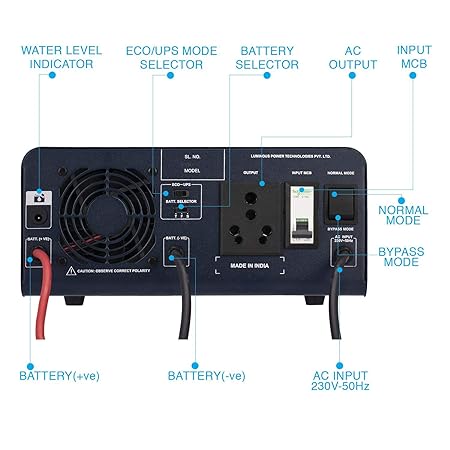 WATER LEVEL
INDICATOR
ECO/UPS MODE
SELECTOR
BATTERY
SELECTOR
AC
OUTPUT
INPUT
MCB
SL. NO.
MODEL
LUMINOUS POWER TECHNOLOGIES PVT. LTD.
OUTPUT
INPUT MCB
NORMAL MODE
ECO-UPS
BATT. SELECTOR
NORMAL
MODE
BYPASS MODE
AC INPUT
230V-50Hz
BATT. (+VE)
BATT. (-VE)
BYPASS
MODE
CAUTION: OBSERVE CORRECT POLARITY
MADE IN INDIA
BATTERY(+ve)
BATTERY(-ve)
AC INPUT
230V-50Hz